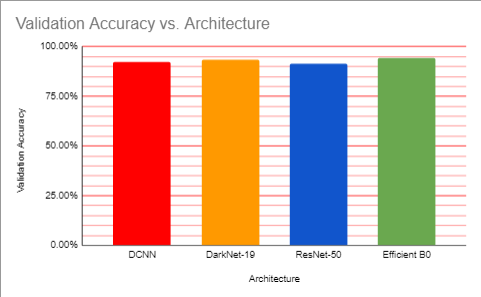 Validation Accuracy vs. Architecture
100.00%
75.00%
50.00%
25.00%
0.00%
Validation Accuracy
DCNN DarkNet-19 ResNet-50 Efficient B0
Architecture